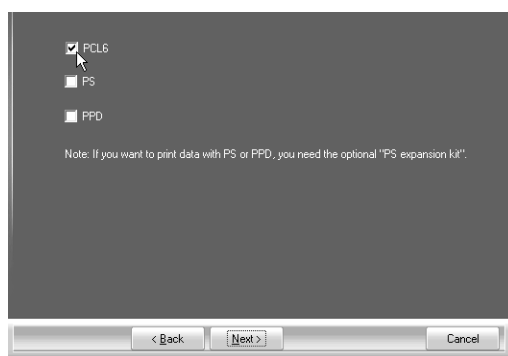 PCL6
PS
PPD
Note: If you want to print data with PS or PPD, you need the optional "PS expansion kit".
< Back Next > Cancel